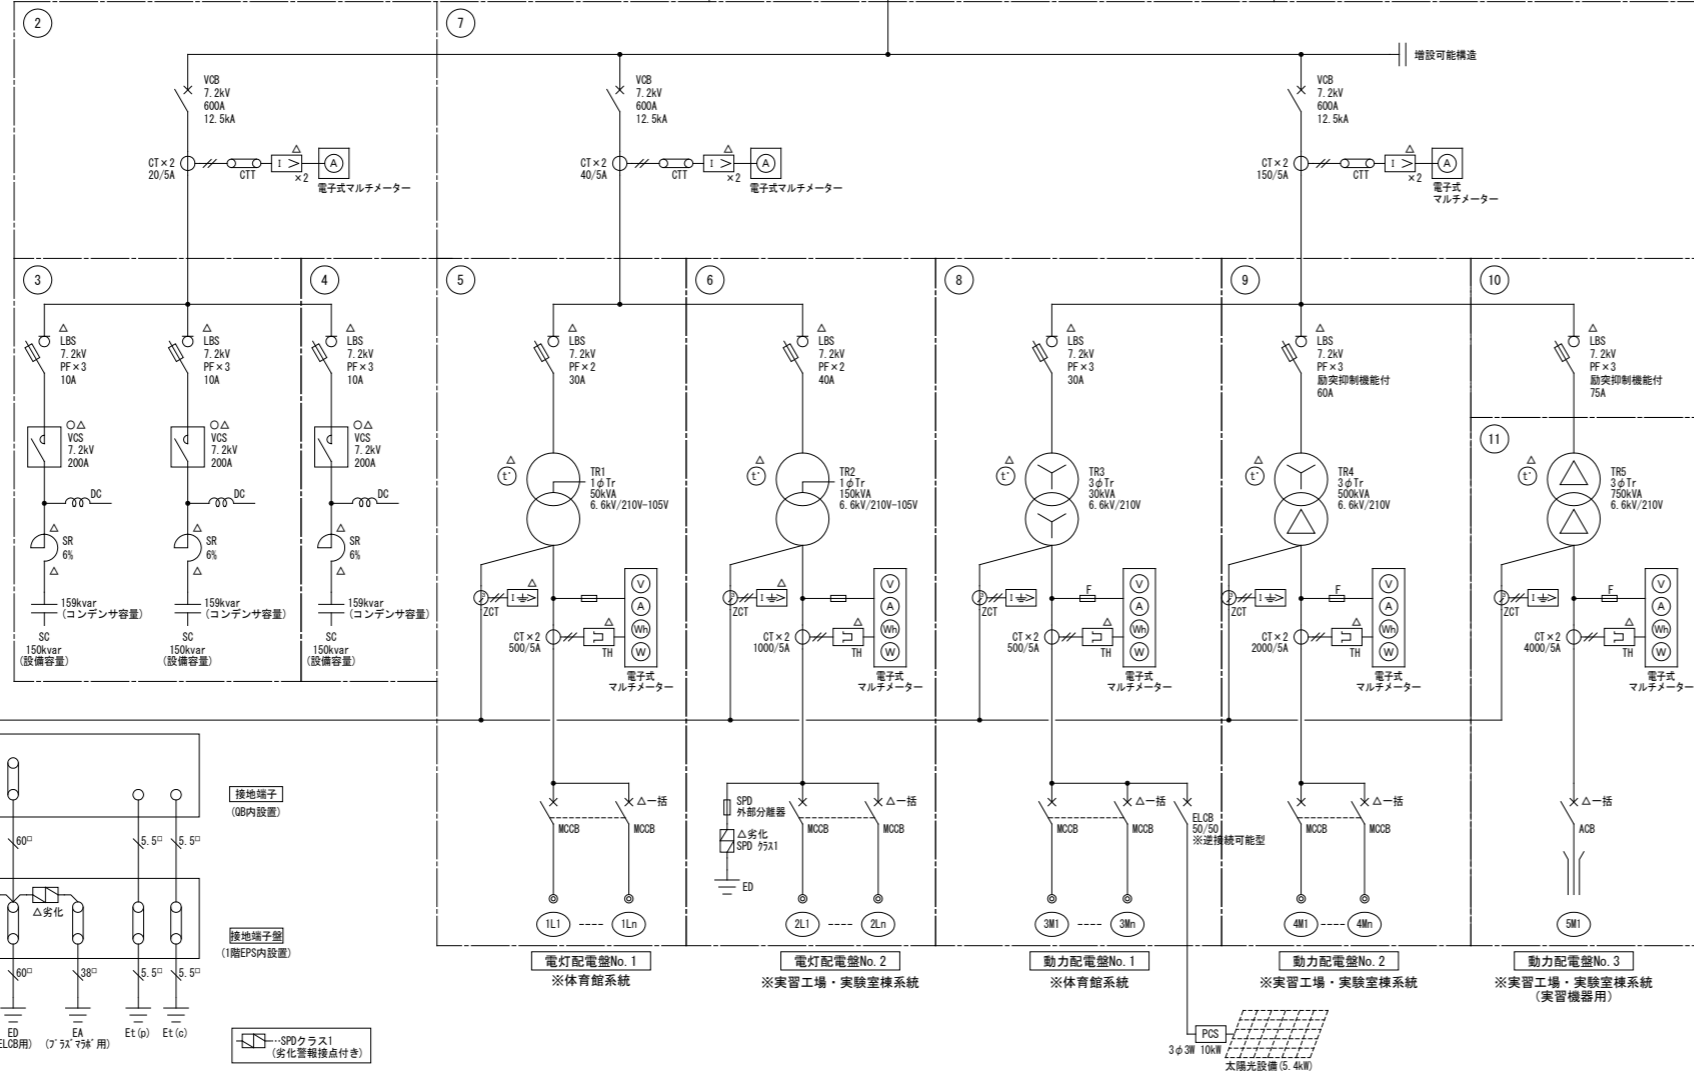 2
7
増設可能構造
VCB
7.2kV
600A
12.5kA
CT×2
20/5A
CTT
I >
△
×2
A
電子式マルチメーター
VCB
7.2kV
600A
12.5kA
CT×2
40/5A
CTT
I >
△
×2
A
電子式マルチメーター
VCB
7.2kV
600A
12.5kA
CT×2
150/5A
CTT
I >
△
×2
A
電子式
マルチメーター
3
△
LBS
7.2kV
PF×3
10A
○△
VCS
7.2kV
200A
DC
△
SR
6%
△
159kvar
(コンデンサ容量)
SC
150kvar
(設備容量)
△
LBS
7.2kV
PF×3
10A
○△
VCS
7.2kV
200A
DC
△
SR
6%
△
159kvar
(コンデンサ容量)
SC
150kvar
(設備容量)
4
△
LBS
7.2kV
PF×3
10A
○△
VCS
7.2kV
200A
DC
△
SR
6%
△
159kvar
(コンデンサ容量)
SC
150kvar
(設備容量)
5
△
LBS
7.2kV
PF×2
30A
△
t°
TR1
1φTr
50kVA
6.6kV/210V-105V
△
ZCT
CT×2
500/5A
△
TH
V
A
Wh
W
電子式
マルチメーター
△一括
MCCB
MCCB
1L1
1Ln
電灯配電盤No.1
※体育館系統
6
△
LBS
7.2kV
PF×2
40A
△
t°
TR2
1φTr
150kVA
6.6kV/210V-105V
△
ZCT
CT×2
1000/5A
△
TH
V
A
Wh
W
電子式
マルチメーター
SPD
外部分離器
△劣化
SPD クラス1
ED
△一括
MCCB
MCCB
2L1
2Ln
電灯配電盤No.2
※実習工場・実験室棟系統
8
△
LBS
7.2kV
PF×3
30A
△
t°
TR3
3φTr
30kVA
6.6kV/210V
ZCT
F
CT×2
500/5A
△
TH
V
A
Wh
W
電子式
マルチメーター
△一括
MCCB
MCCB
ELCB
50/50
※逆接続可能型
3M1
3Mn
動力配電盤No.1
※体育館系統
PCS
3φ3W 10kW
太陽光設備(5.4kW)
9
△
LBS
7.2kV
PF×3
励突抑制機能付
60A
△
t°
TR4
3φTr
500kVA
6.6kV/210V
△
ZCT
F
CT×2
2000/5A
△
TH
V
A
Wh
W
電子式
マルチメーター
△一括
MCCB
MCCB
4M1
4Mn
動力配電盤No.2
※実習工場・実験室棟系統
10
△
LBS
7.2kV
PF×3
励突抑制機能付
75A
11
△
t°
TR5
3φTr
750kVA
6.6kV/210V
△
ZCT
F
CT×2
4000/5A
△
TH
V
A
Wh
W
電子式
マルチメーター
△一括
ACB
5M1
動力配電盤No.3
※実習工場・実験室棟系統
(実習機器用)
接地端子
(QB内設置)
60□
5.5□
5.5□
△劣化
接地端子盤
(1階EPS内設置)
60□
38□
5.5□
5.5□
ED
ELCB用)
EA
(プラズマラボ用)
Et(p)
Et(c)
…SPDクラス1
(劣化警報接点付き)